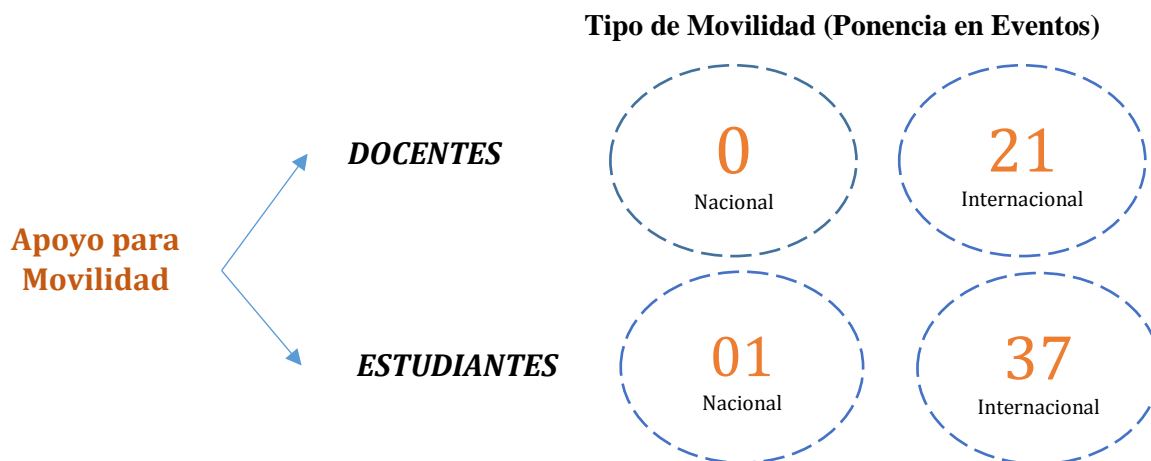 Tipo de Movilidad (Ponencia en Eventos)
DOCENTES
0
Nacional
21
Internacional
Apoyo para
Movilidad
ESTUDIANTES
01
Nacional
37
Internacional